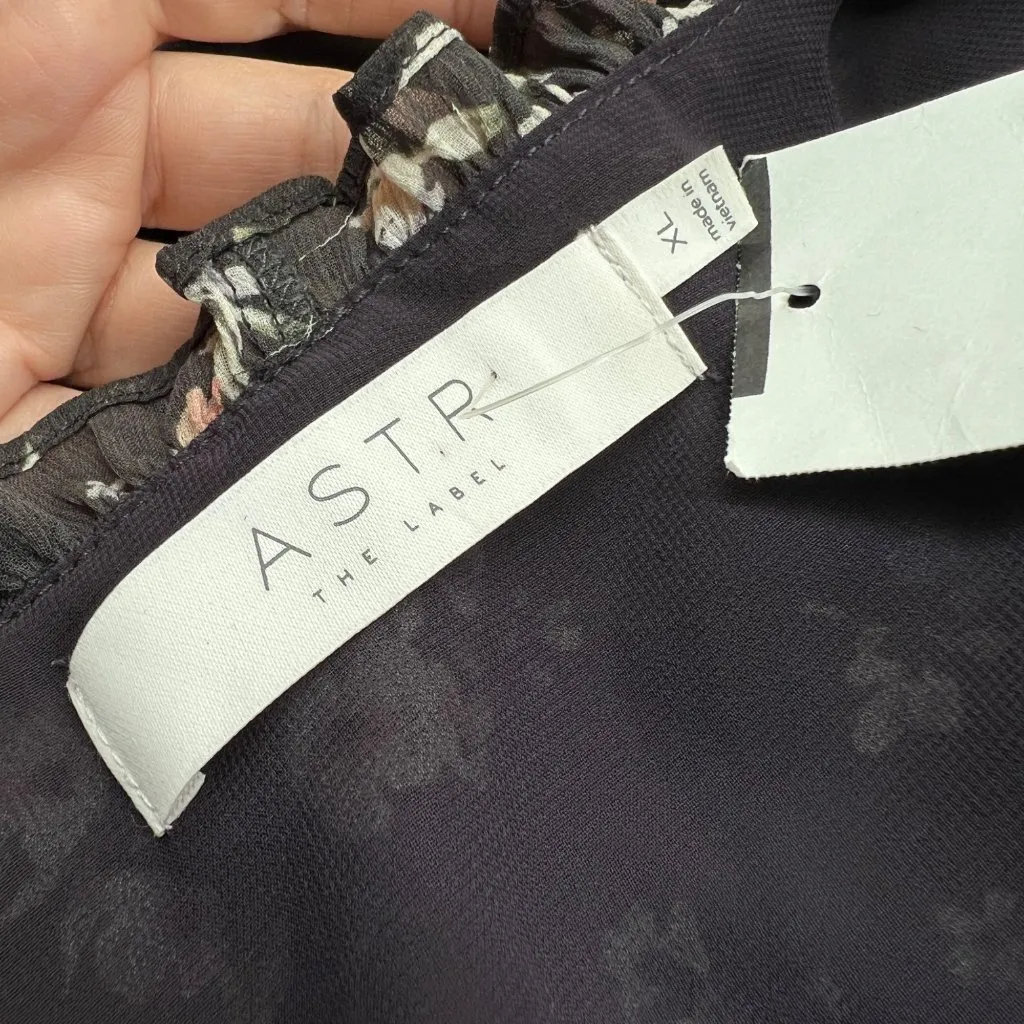 ASTR
THE LABEL
XL
made in
vietnam